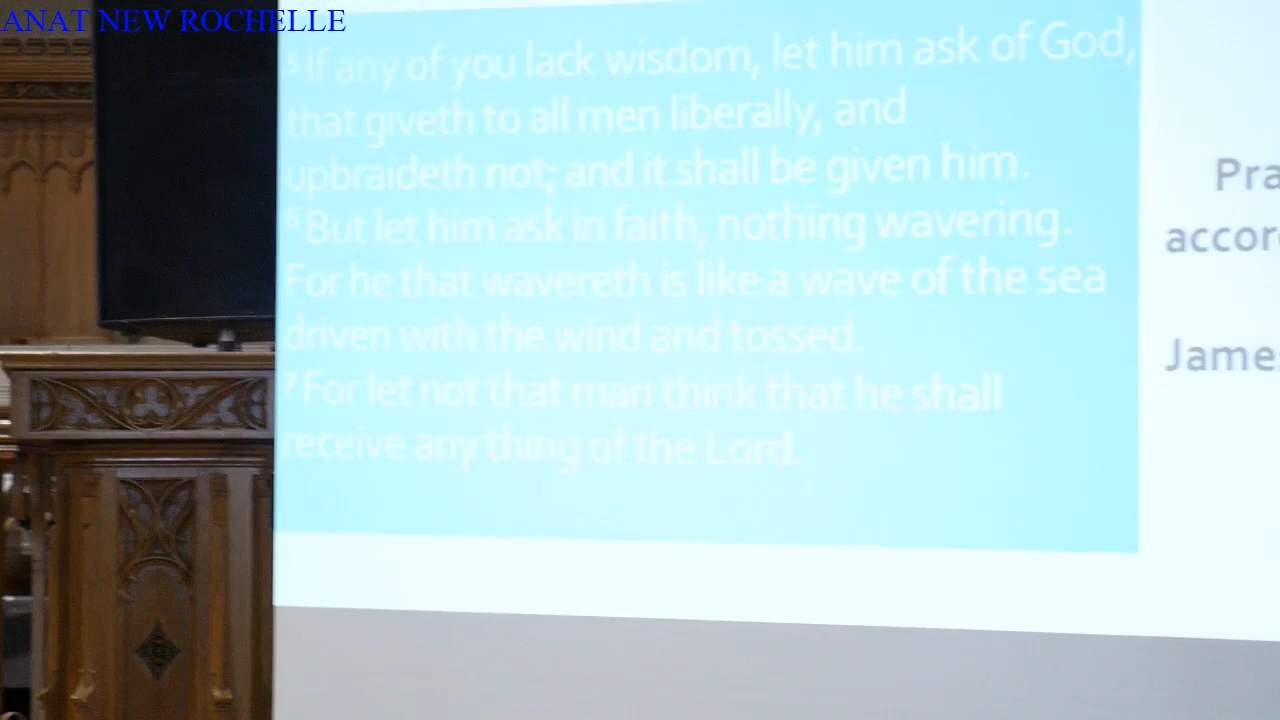 ANAT NEW ROCHELLE
5 If any of you lack wisdom, let him ask of God,
that giveth to all men liberally, and
upbraideth not; and it shall be given him.
6 But let him ask in faith, nothing wavering.
For he that wavereth is like a wave of the sea
driven with the wind and tossed.
7 For let not that man think that he shall
receive any thing of the Lord.
Pra
accor
James